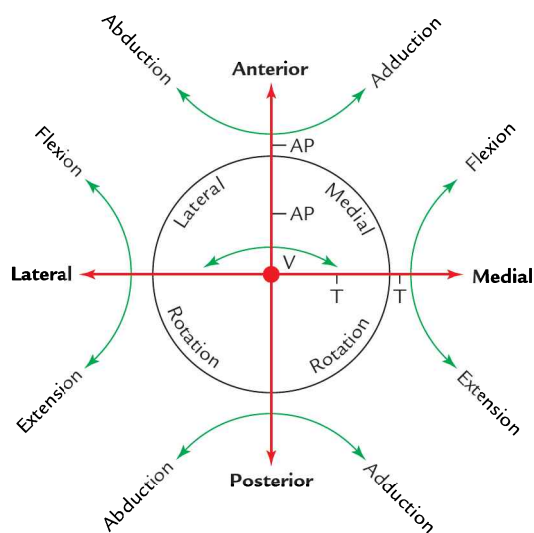 Abduction
Adduction
Anterior
Flexion
AP
Flexion
Lateral
Medial
AP
V
Lateral
Medial
T
T
Rotation
Rotation
Extension
Extension
Posterior
Abduction
Adduction